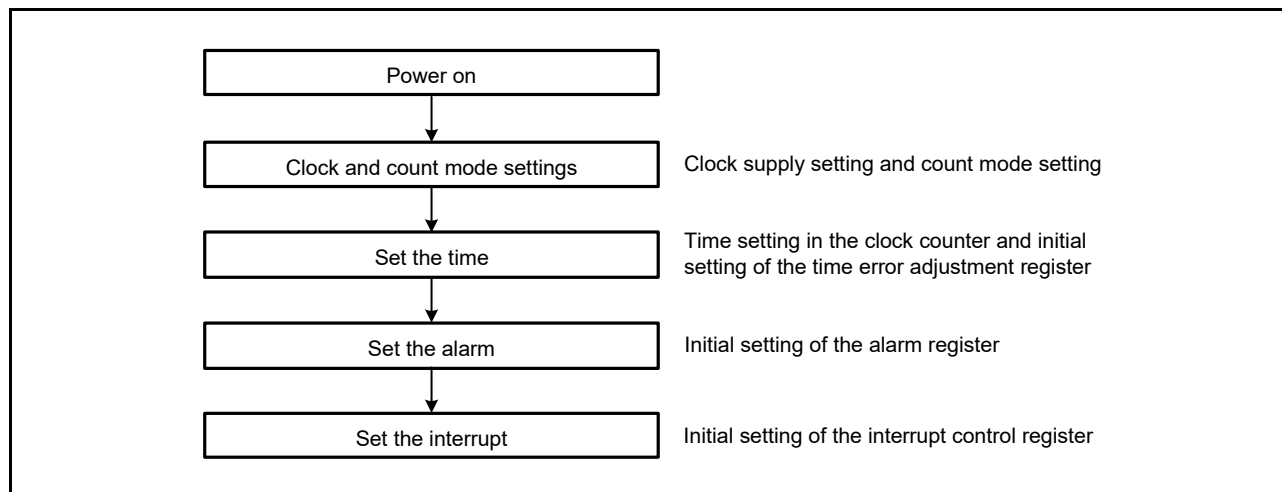 Power on
Clock and count mode settings
Clock supply setting and count mode setting
Set the time
Time setting in the clock counter and initial
setting of the time error adjustment register
Set the alarm
Initial setting of the alarm register
Set the interrupt
Initial setting of the interrupt control register